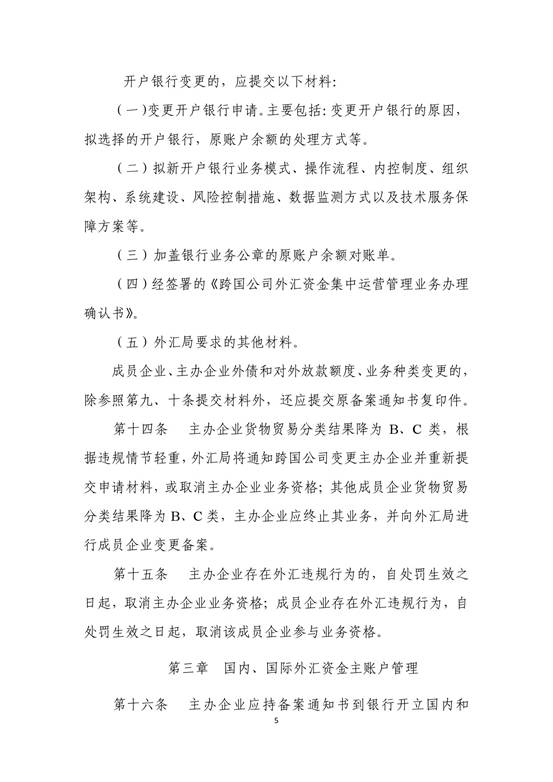 开户银行变更的，应提交以下材料：
（一）变更开户银行申请。主要包括：变更开户银行的原因，
拟选择的开户银行，原账户余额的处理方式等。
（二）拟新开户银行业务模式、操作流程、内控制度、组织
架构、系统建设、风险控制措施、数据监测方式以及技术服务保
障方案等。
（三）加盖银行业务公章的原账户余额对账单。
（四）经签署的《跨国公司外汇资金集中运营管理业务办理
确认书》。
（五）外汇局要求的其他材料。
成员企业、主办企业外债和对外放款额度、业务种类变更的，
除参照第九、十条提交材料外，还应提交原备案通知书复印件。
第十四条 主办企业货物贸易分类结果降为 B、C 类，根
据违规情节轻重，外汇局将通知跨国公司变更主办企业并重新提
交申请材料，或取消主办企业业务资格；其他成员企业货物贸易
分类结果降为 B、C 类，主办企业应终止其业务，并向外汇局进
行成员企业变更备案。
第十五条 主办企业存在外汇违规行为的，自处罚生效之
日起，取消主办企业业务资格；成员企业存在外汇违规行为，自
处罚生效之日起，取消该成员企业参与业务资格。
第三章 国内、国际外汇资金主账户管理
第十六条 主办企业应持备案通知书到银行开立国内和
5